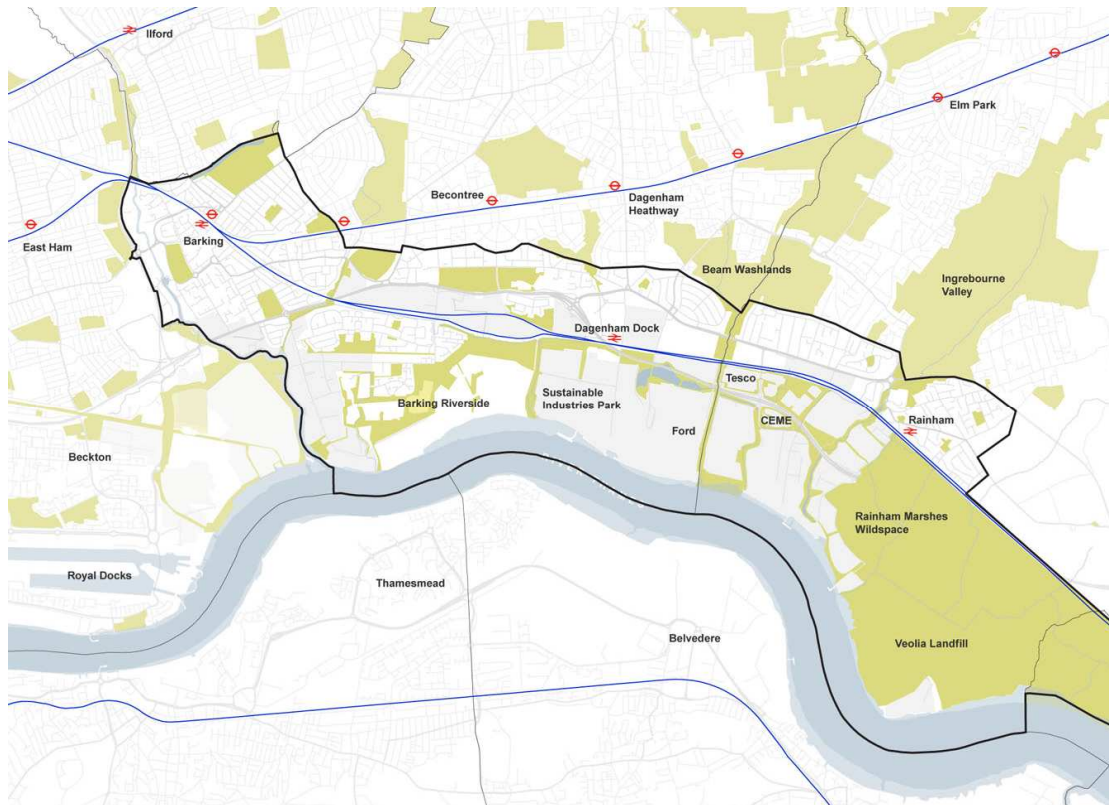 Ilford
Elm Park
Becontree
Dagenham
Heathway
East Ham
Barking
Beam Washlands
Ingrebourne
Valley
Dagenham Dock
Tesco
Barking Riverside
Sustainable
Industries Park
CEME
Rainham
Ford
Beckton
Rainham Marshes
Wildspace
Royal Docks
Thamesmead
Belvedere
Veolia Landfill